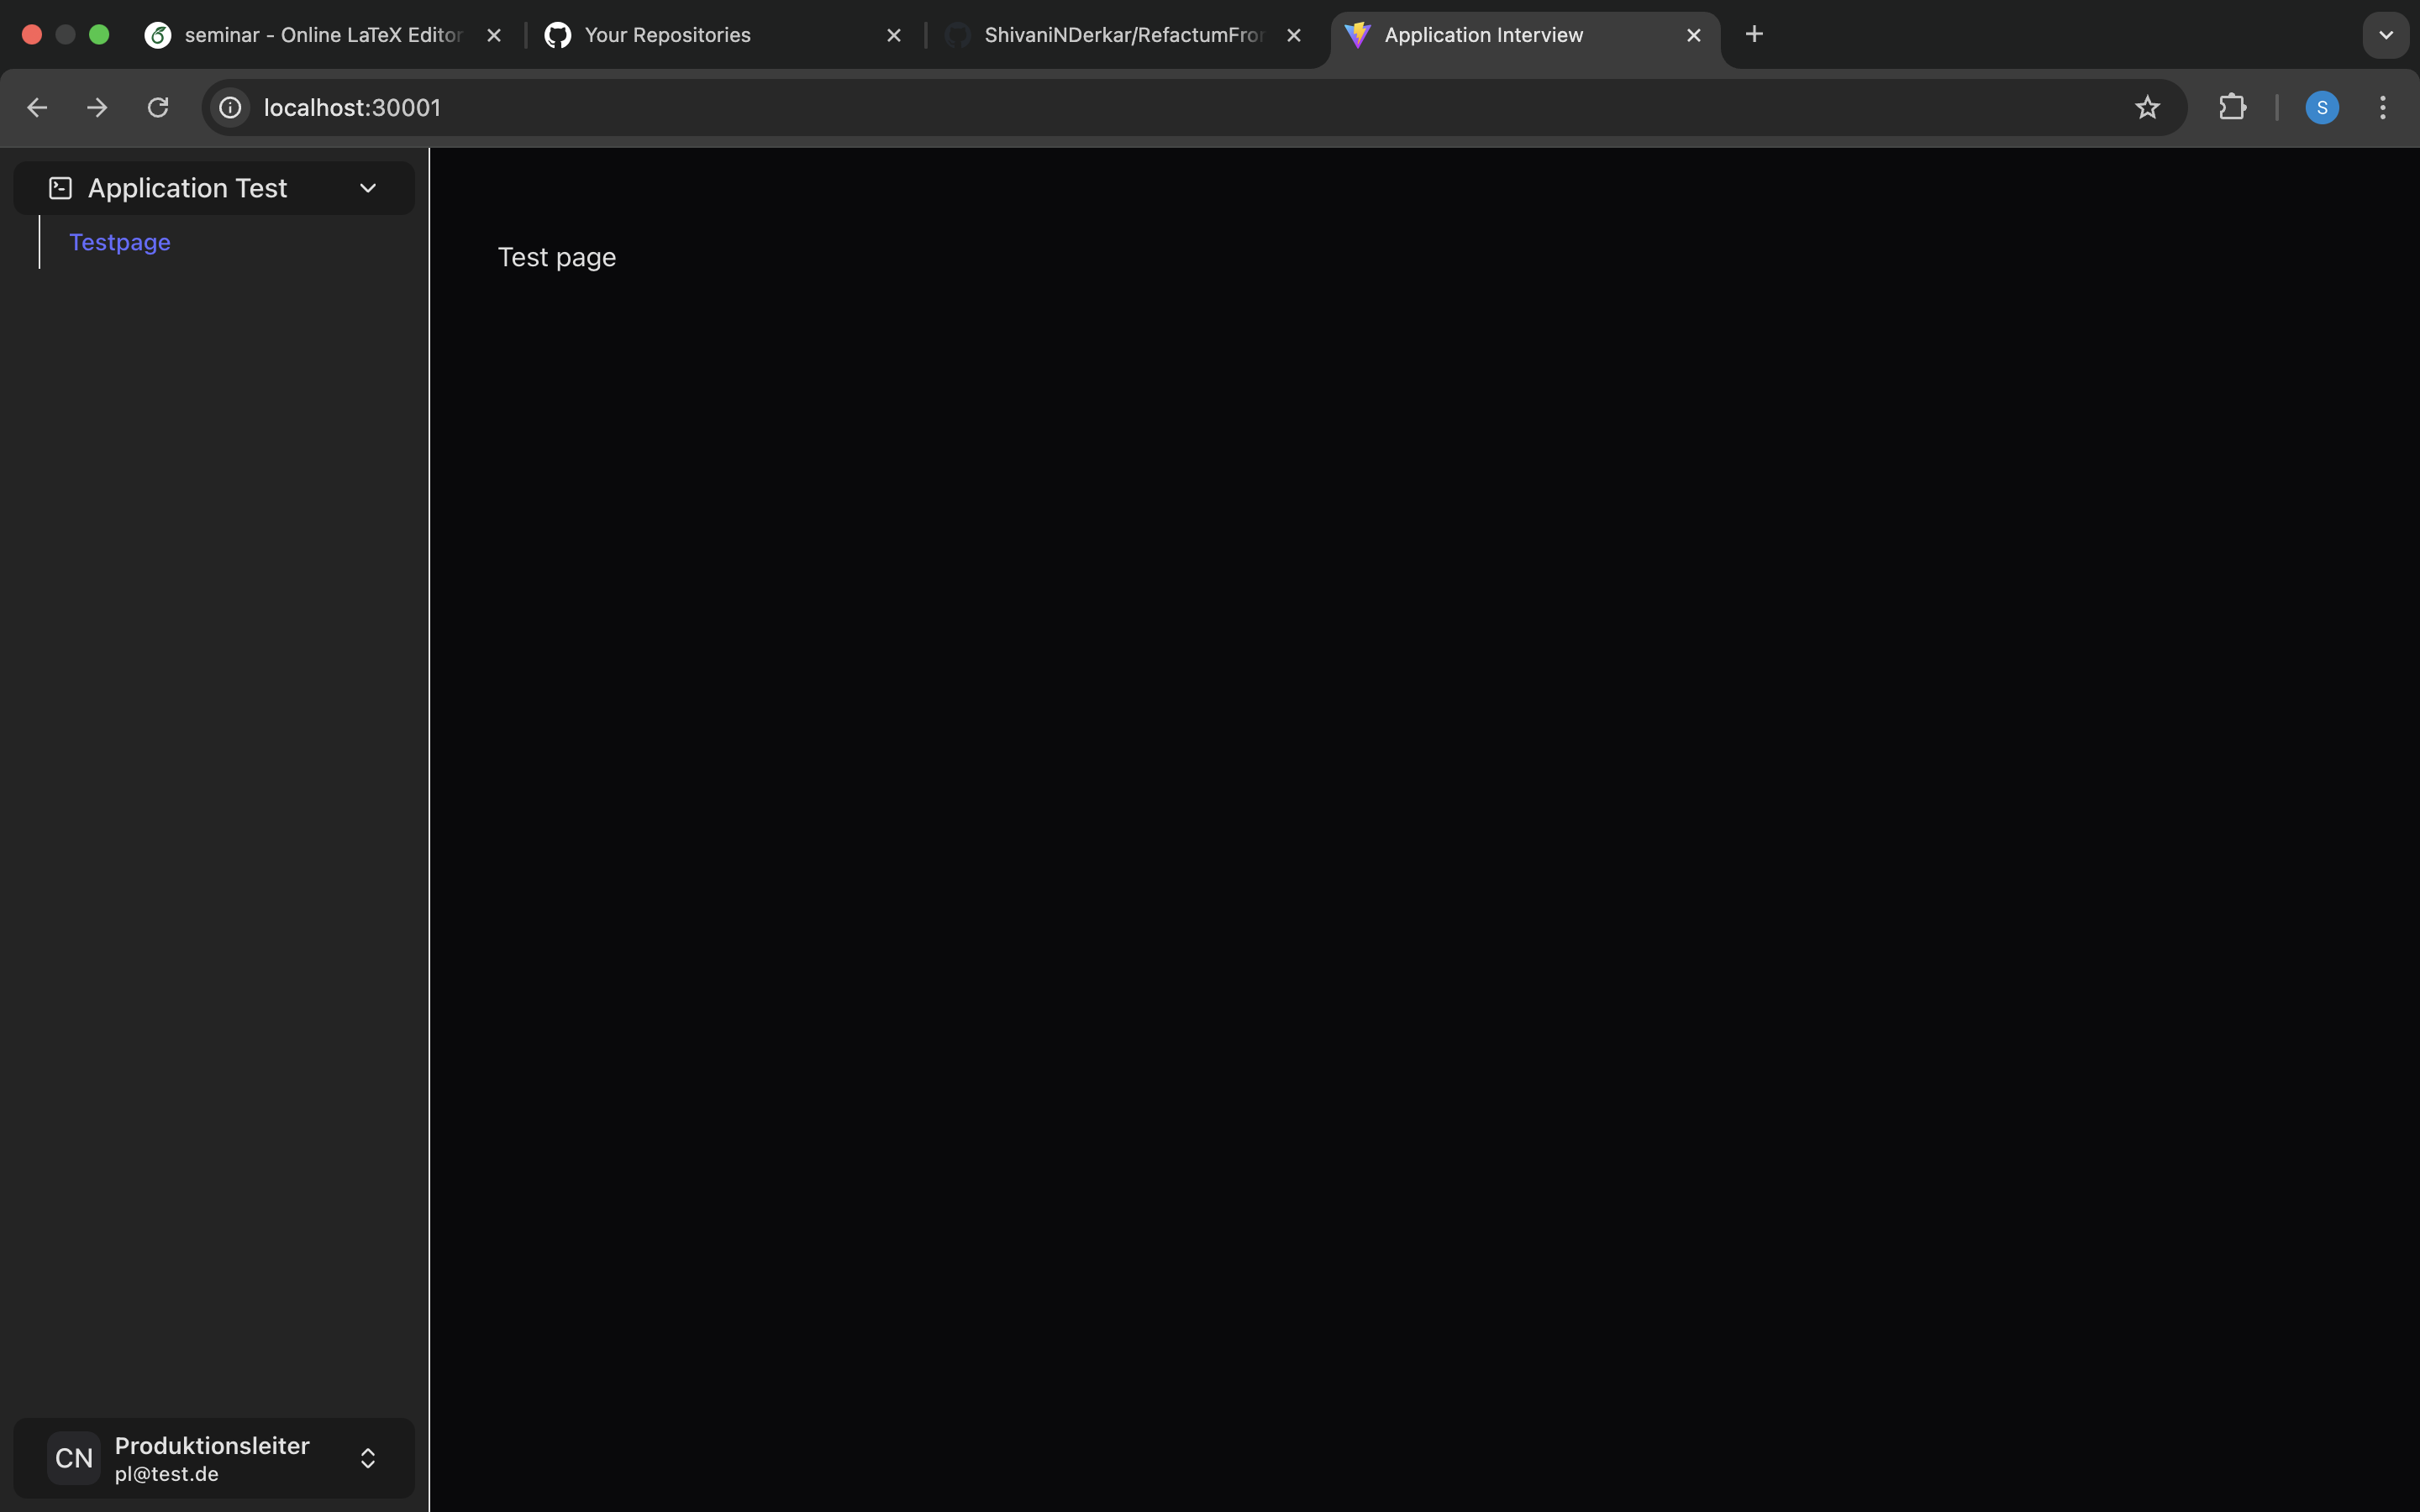 seminar - Online LaTeX Editor
Your Repositories
ShivaniNDerkar/RefactumFron
Application Interview
localhost:30001
S
Application Test
Testpage
Test page
CN
Produktionsleiter
pl@test.de